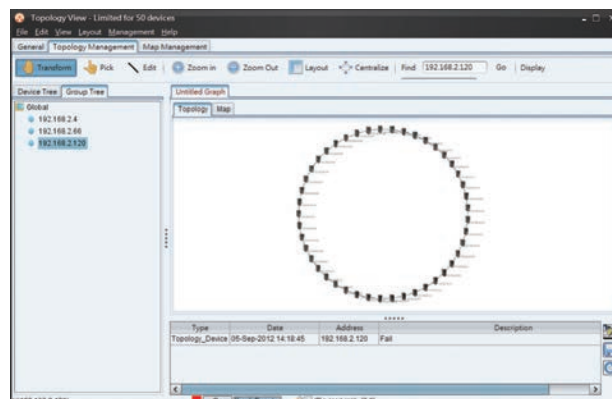 Topology View - Limited for 50 devices
File Edit View Layout Management Help
General Topology Management Map Management
Transform Pick Edit Zoom in Zoom Out Layout Centralize Find 192.168.2.120 Go Display
Device Tree Group Tree Untitled Graph
Global
192.168.2.4
192.168.2.66
192.168.2.120
Topology Map
Type Date Address Description
Topology_Device 05-Sep-2012 14:18:45 192.168.2.120 Fail